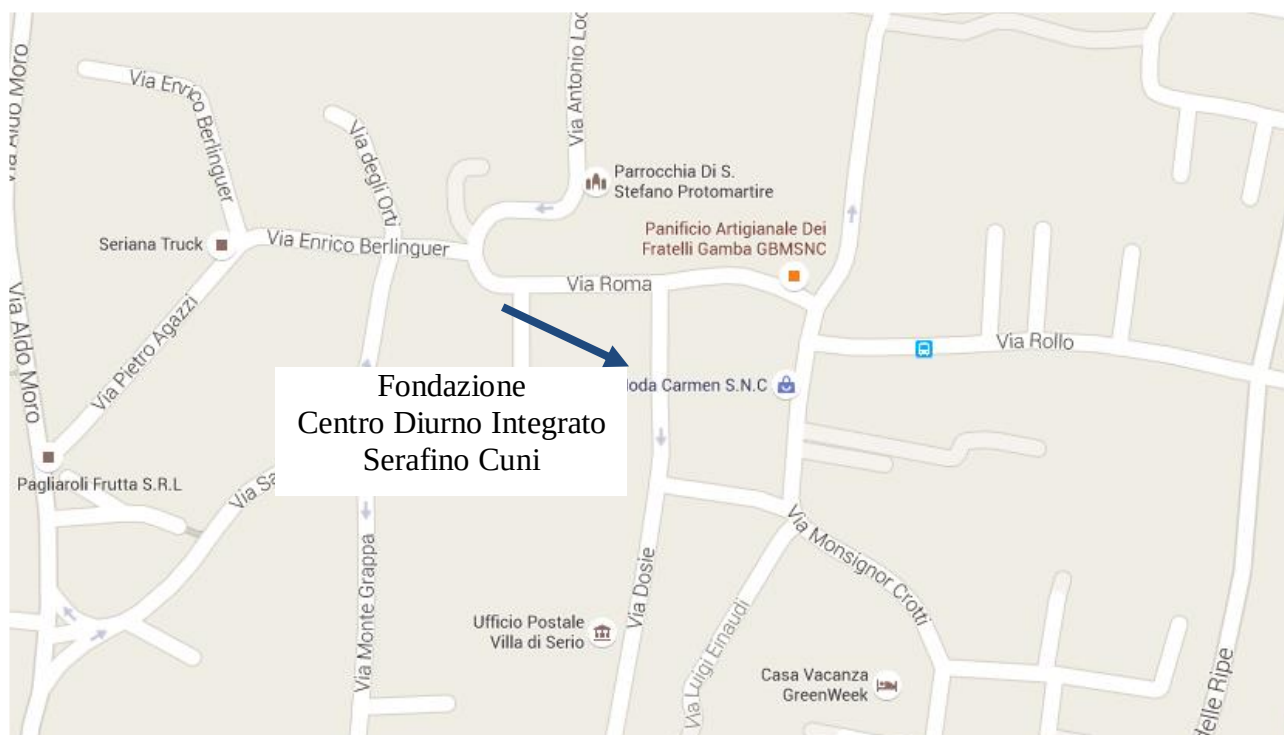 Via Aldo Moro
Via Enrico Berlinguer
Via degli Orti
Via Antonio
Parrocchia Di S.
Stefano Protomartire
Panificio Artigianale Dei
Fratelli Gamba GBMSNC
Seriana Truck
Via Enrico Berlinguer
Via Roma
Via Aldo Moro
Via Pietro Agazzi
Via Rollo
Fondazione
Centro Diurno Integrato
Serafino Cuni
Carmen S.N.C
Pagliaroli Frutta S.R.L
Via
Via Monte Grappa
Via Dosie
Via Monsignor Crotti
Ufficio Postale
Villa di Serio
Via Luigi Einaudi
Casa Vacanza
GreenWeek
delle Ripe